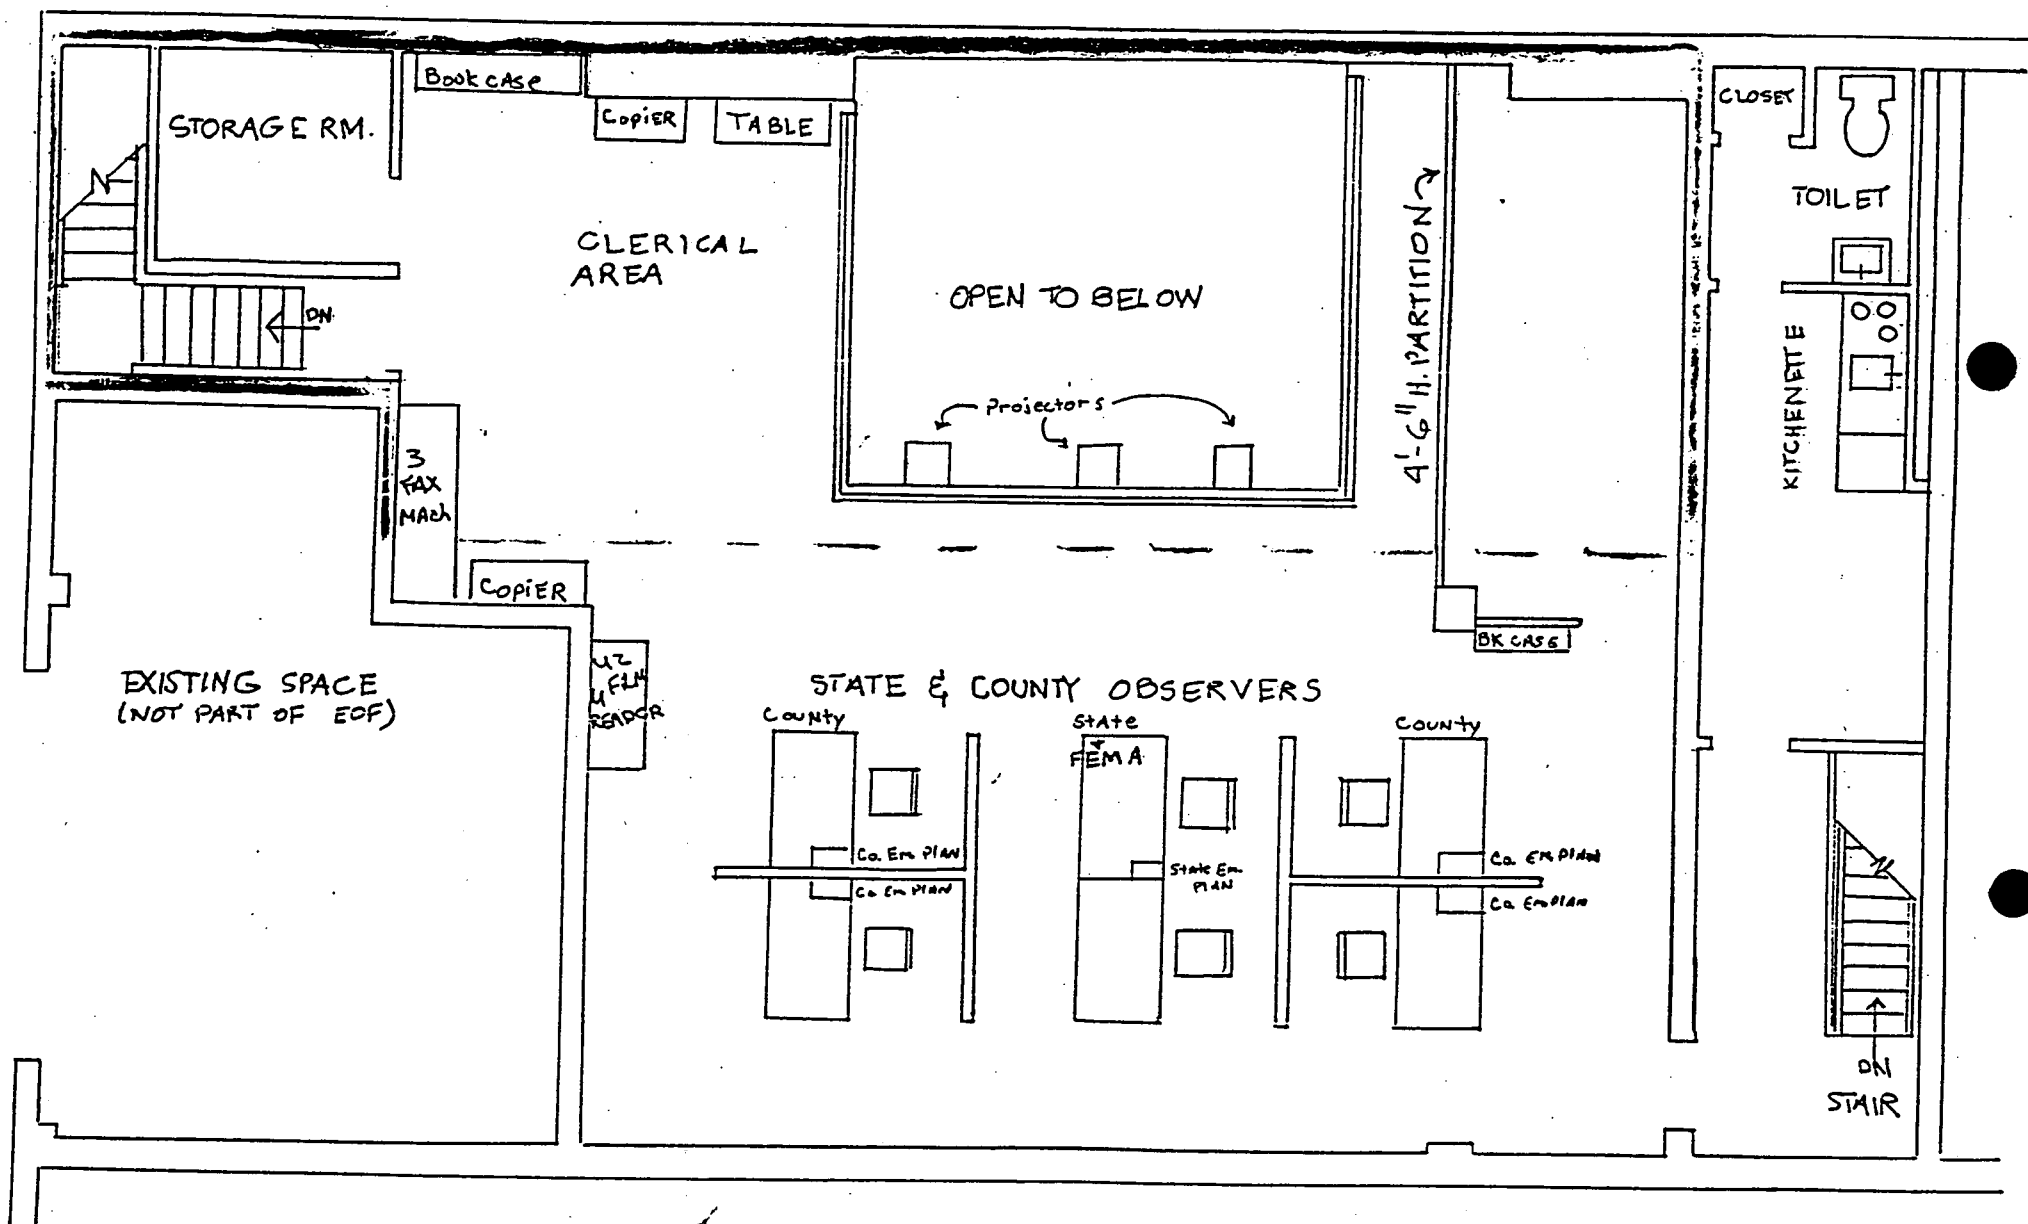 BookCASe
CopiER
TABLE
CLOSET
STORAGE RM.
TOILET
CLERICAL
AREA
OPEN TO BELOW
DN.
4'-6" H. PARTITION
KITCHENETTE
Projectors
3
FAX
MACh
COPiER
BK CASE
EXISTING SPACE
(NOT PART OF EOF)
READER
STATE & COUNTY OBSERVERS
CouNty
StAte
&
FEMA
CouNty
Co. Em PlAN
Co Em PlAN
StAte Em.
PlAN
Co. Em PlAN
Co. Em PlAN
DN
STAIR